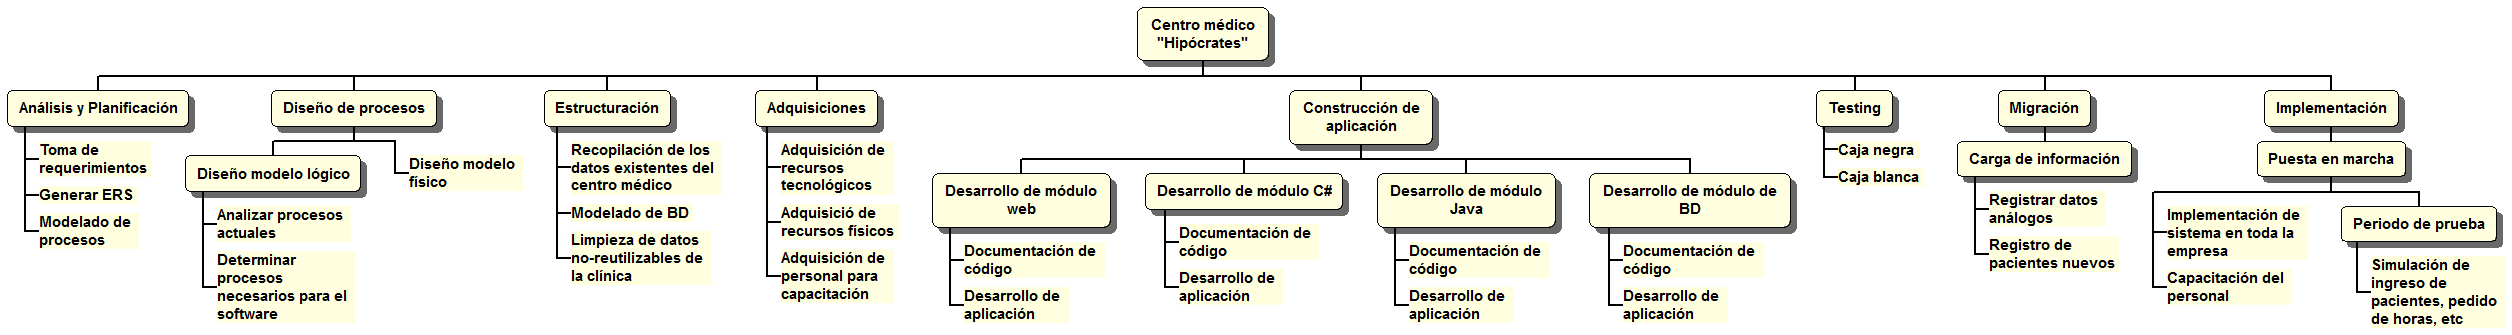 Centro médico
"Hipócrates"
Análisis y Planificación
Toma de
requerimientos
Generar ERS
Modelado de
procesos
Diseño de procesos
Diseño modelo lógico
Analizar procesos
actuales
Determinar
procesos
necesarios para el
software
Diseño modelo
físico
Estructuración
Recopilación de los
datos existentes del
centro médico
Modelado de BD
Limpieza de datos
no-reutilizables de
la clínica
Adquisiciones
Adquisición de
recursos
tecnológicos
Adquisició de
recursos físicos
Adquisición de
personal para
capacitación
Construcción de
aplicación
Desarrollo de módulo
web
Documentación de
código
Desarrollo de
aplicación
Desarrollo de módulo C#
Documentación de
código
Desarrollo de
aplicación
Desarrollo de módulo
Java
Documentación de
código
Desarrollo de
aplicación
Desarrollo de módulo de
BD
Documentación de
código
Desarrollo de
aplicación
Testing
Caja negra
Caja blanca
Migración
Carga de información
Registrar datos
análogos
Registro de
pacientes nuevos
Implementación
Puesta en marcha
Implementación de
sistema en toda la
empresa
Capacitación del
personal
Periodo de prueba
Simulación de
ingreso de
pacientes, pedido
de horas, etc